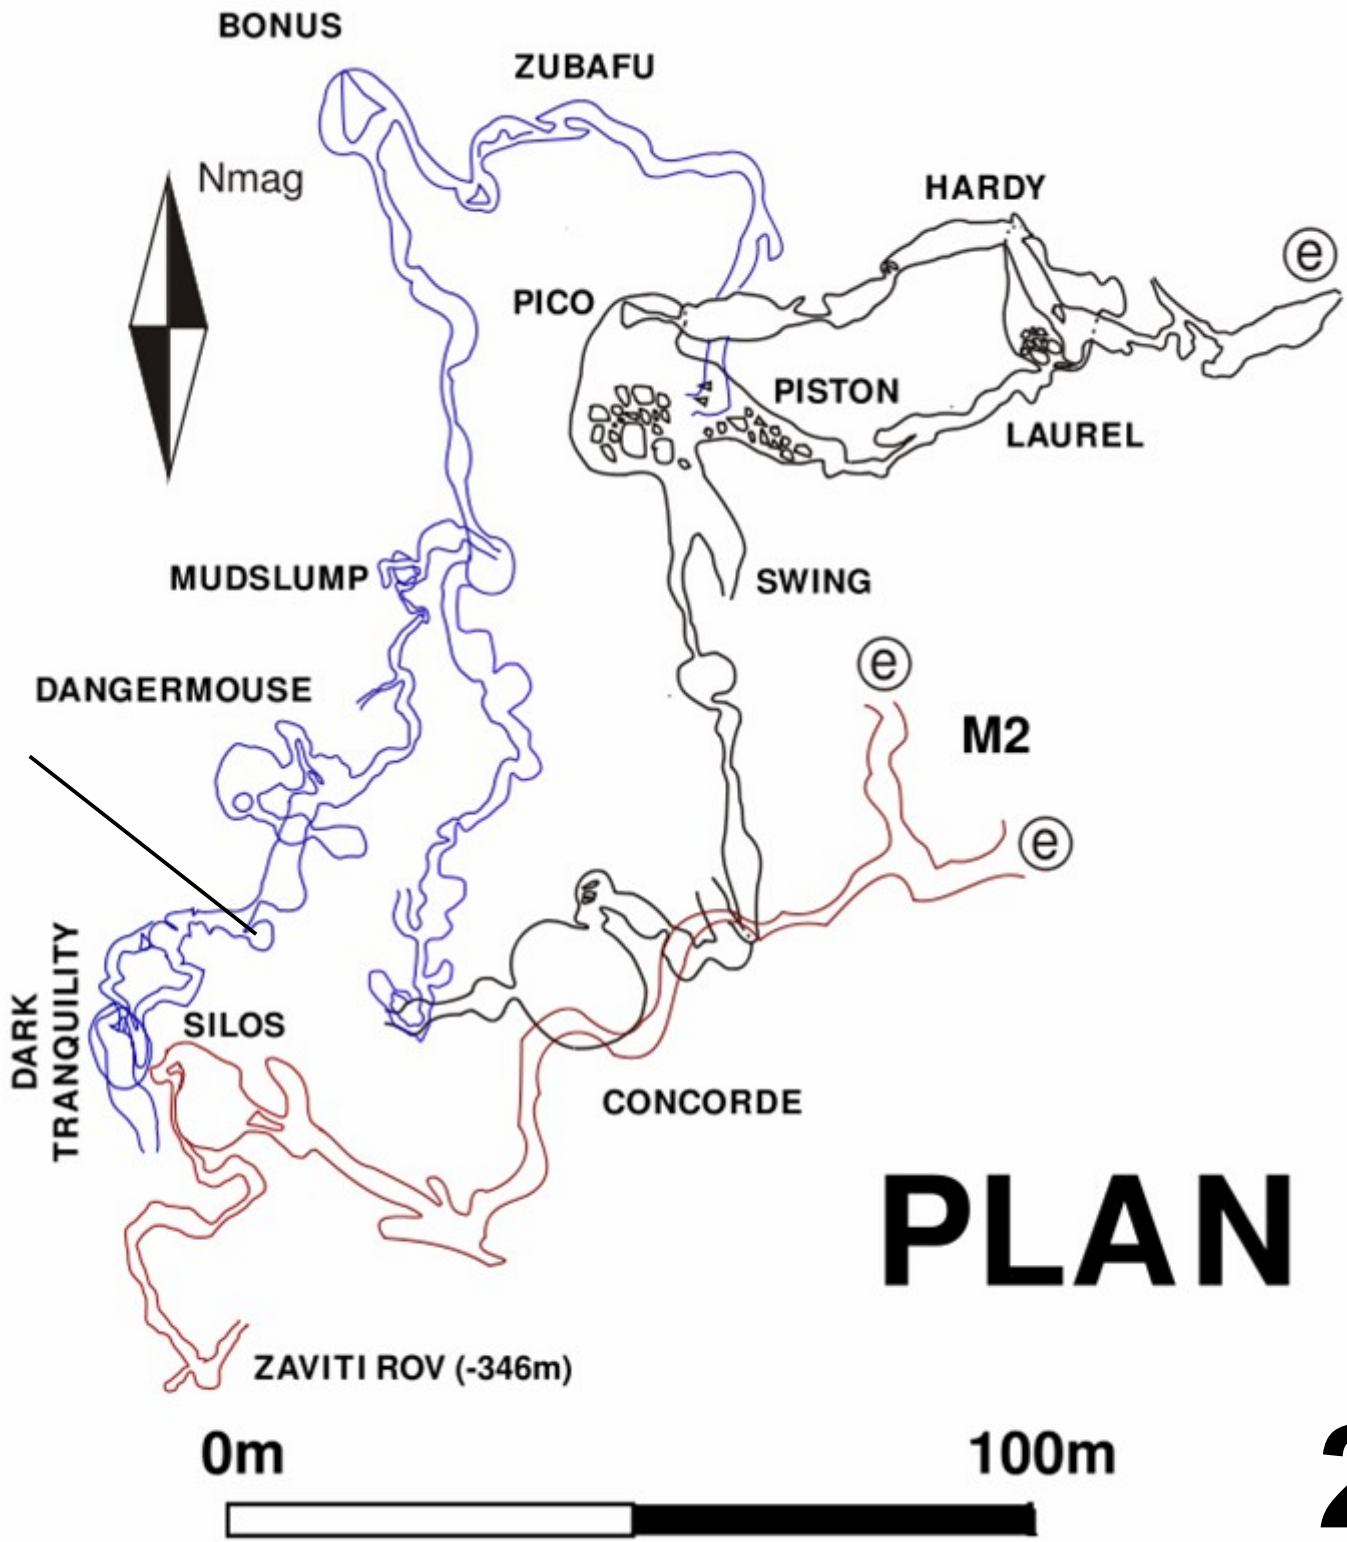 BONUS
ZUBAFU
Nmag
HARDY
e
PICO
PISTON
LAUREL
MUDSLUMP
SWING
e
DANGERMOUSE
M2
e
DARK
TRANQUILITY
SILOS
CONCORDE
PLAN
ZAVITI ROV (-346m)
0m
100m